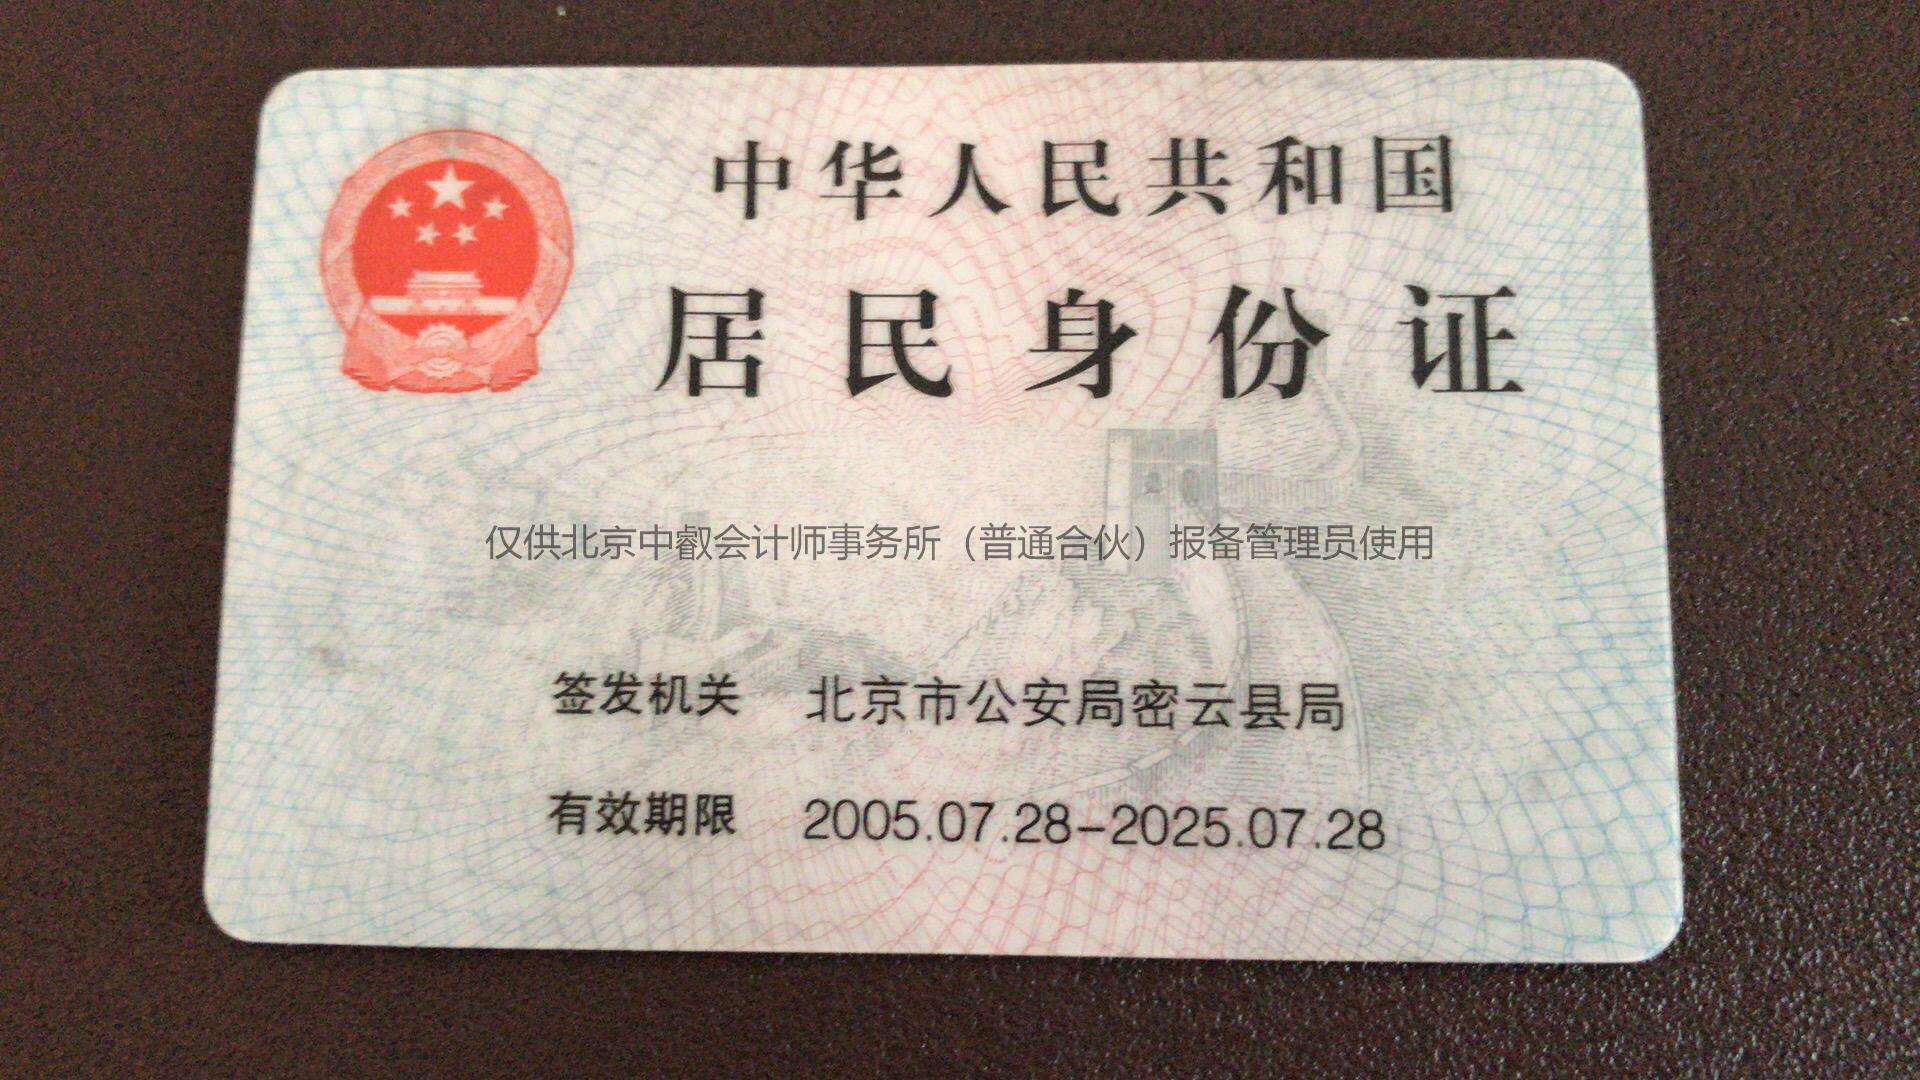 中华人民共和国
居民身份证
仅供北京中叡会计师事务所（普通合伙）报备管理员使用
签发机关 北京市公安局密云县局
有效期限 2005.07.28-2025.07.28